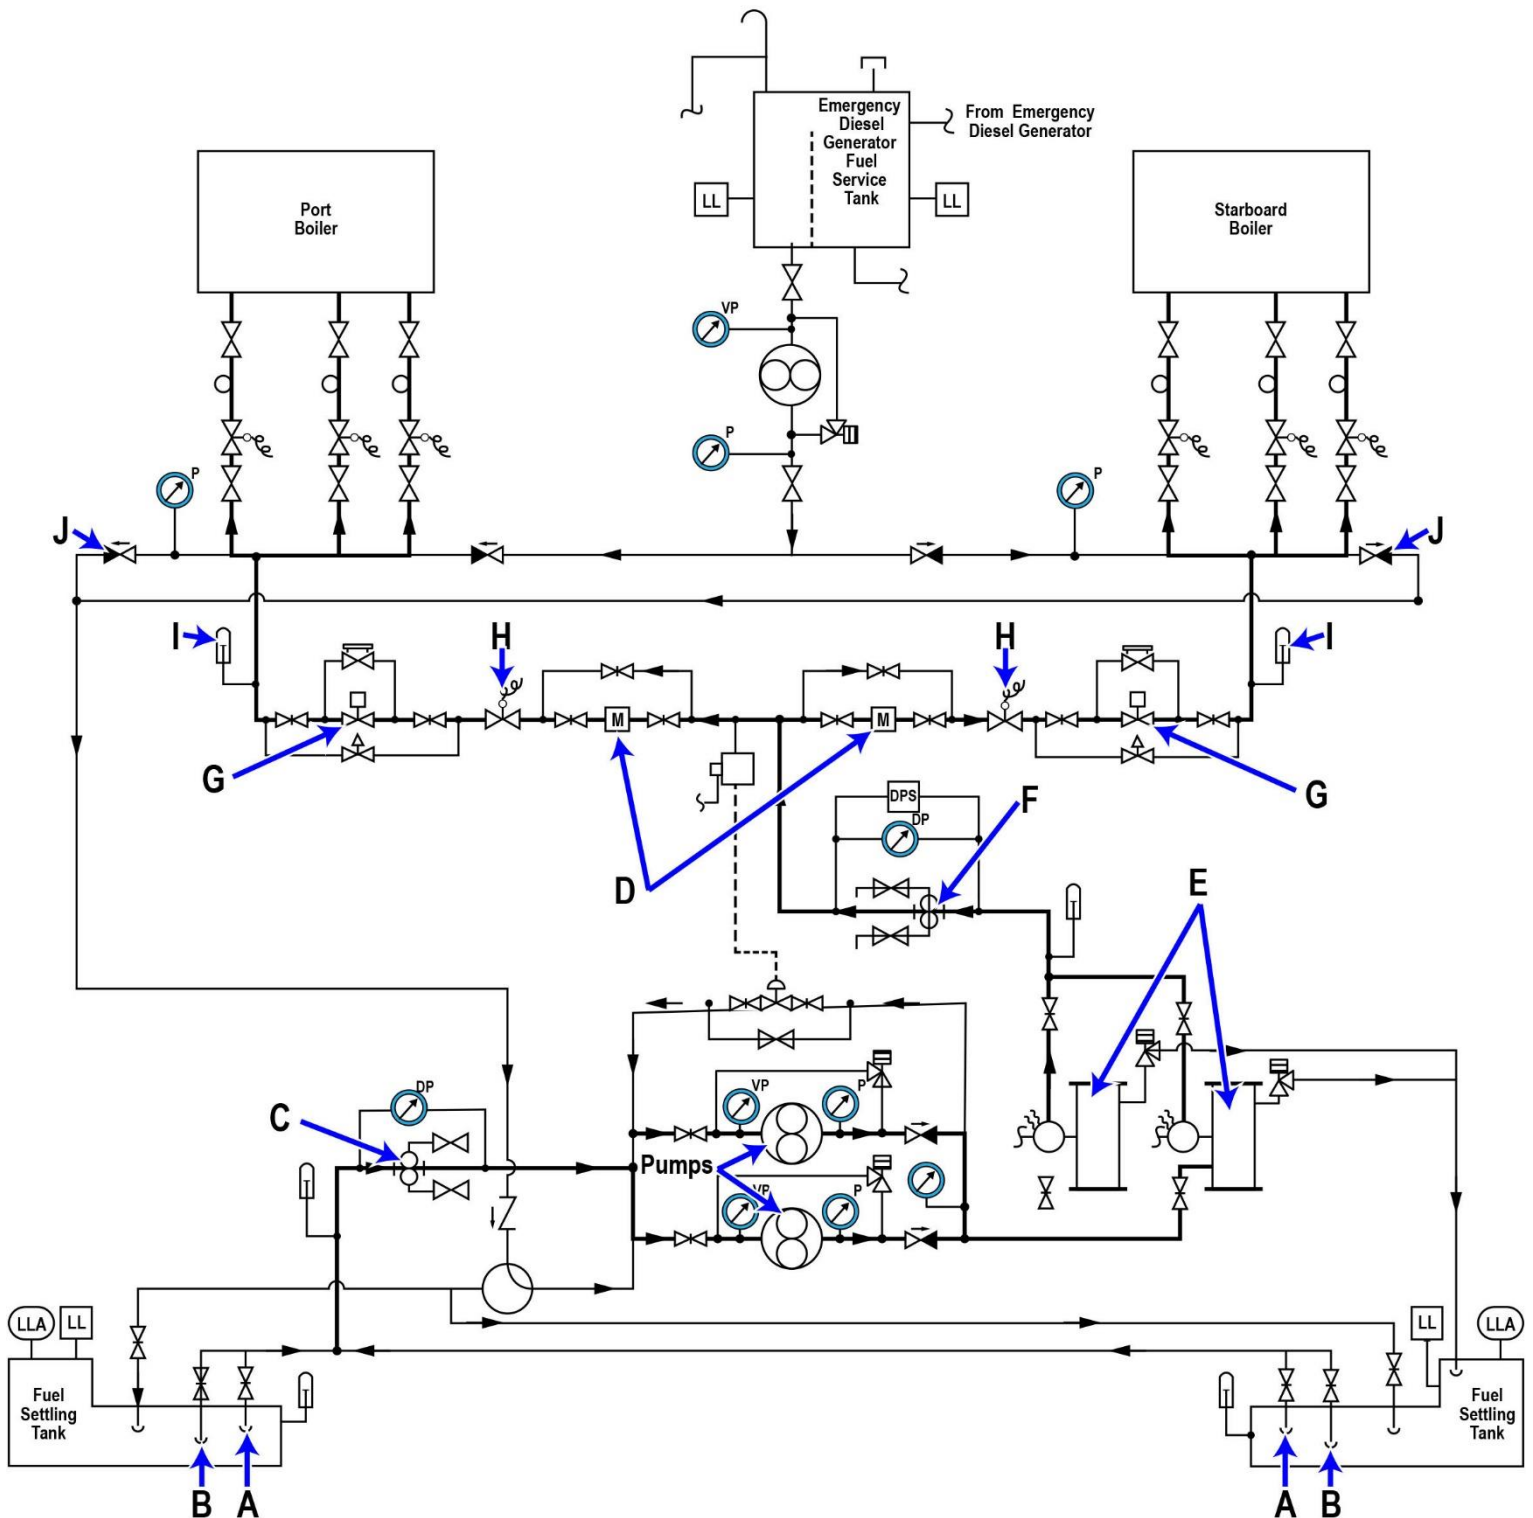 Emergency
Diesel
Generator
Fuel
Service
Tank
From Emergency
Diesel Generator
LL
LL
Port
Boiler
Starboard
Boiler
VP
P
P
P
J
J
I
H
H
I
M
M
G
G
DPS
DP
F
D
E
DP
C
VP
P
Pumps
VP
P
LLA
LL
LL
LLA
Fuel
Settling
Tank
Fuel
Settling
Tank
B
A
A
B